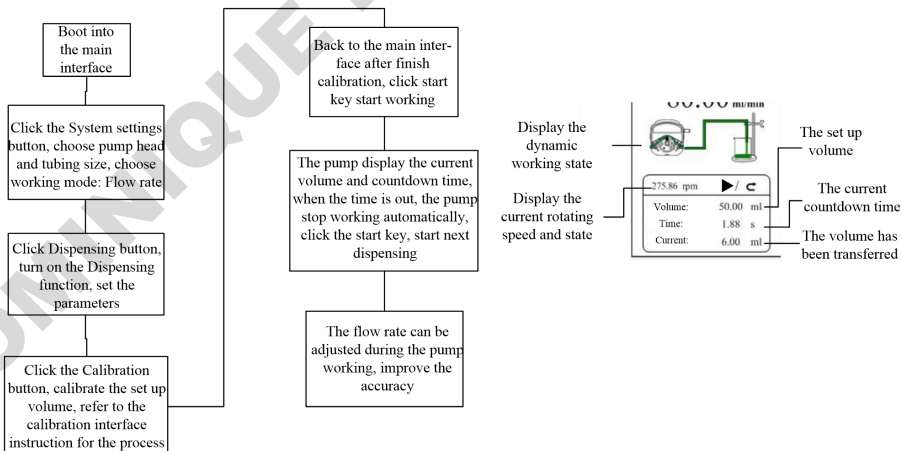 Boot into
the main
interface
Click the System settings
button, choose pump head
and tubing size, choose
working mode: Flow rate
Click Dispensing button,
turn on the Dispensing
function, set the
parameters
Click the Calibration
button, calibrate the set up
volume, refer to the
calibration interface
instruction for the process
Back to the main inter-
face after finish
calibration, click start
key start working
The pump display the current
volume and countdown time,
when the time is out, the pump
stop working automatically,
click the start key, start next
dispensing
The flow rate can be
adjusted during the pump
working, improve the
accuracy
Display the
dynamic
working state
Display the
current rotating
speed and state
ml/min
275.86 rpm
Volume: 50.00 ml
Time: 1.88 s
Current: 6.00 ml
The set up
volume
The current
countdown time
The volume has
been transferred